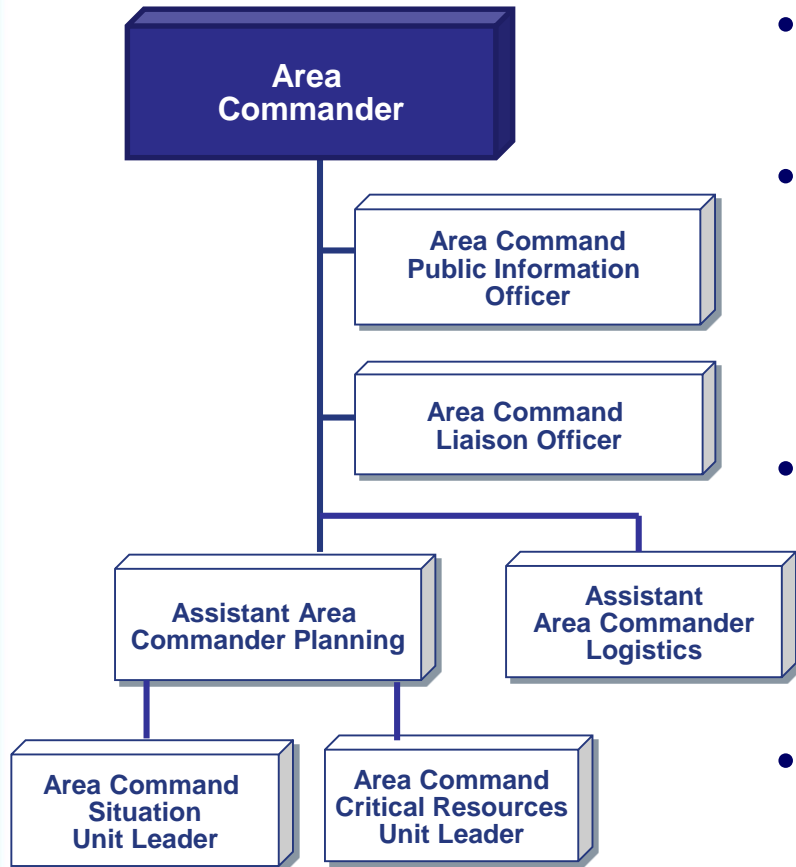 Area
Commander
Area Command
Public Information
Officer
Area Command
Liaison Officer
Assistant Area
Commander Planning
Assistant
Area Commander
Logistics
Area Command
Situation
Unit Leader
Area Command
Critical Resources
Unit Leader